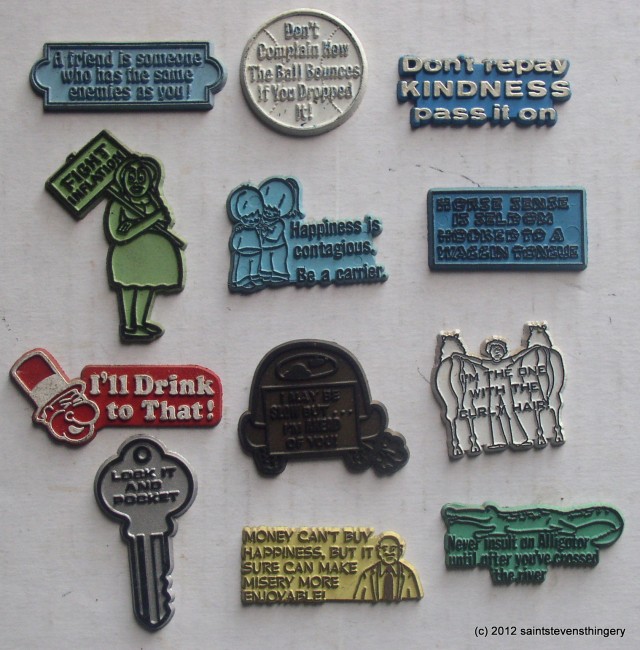 A friend is someone
who has the same
enemies as you!
Don't
Complain How
The Ball Bounces
If You Dropped
It!
Don't repay
KINDNESS
pass it on
FIGHT
INFLATION
Happiness is
contagious.
Be a carrier.
HORSE SENSE
IS SELDOM
HOOKED TO A
WAGGIN TONGUE
I'll Drink
to That!
I MAY BE
SLOW BUT....
I'M AHEAD
OF YOU!
I'M THE ONE
WITH THE
CURLY HAIR
LOCK IT
AND
POCKET
MONEY CAN'T BUY
HAPPINESS, BUT IT
SURE CAN MAKE
MISERY MORE
ENJOYABLE!
Never insult an Alligator
until after you've crossed
the river
(c) 2012 saintstevensthingery